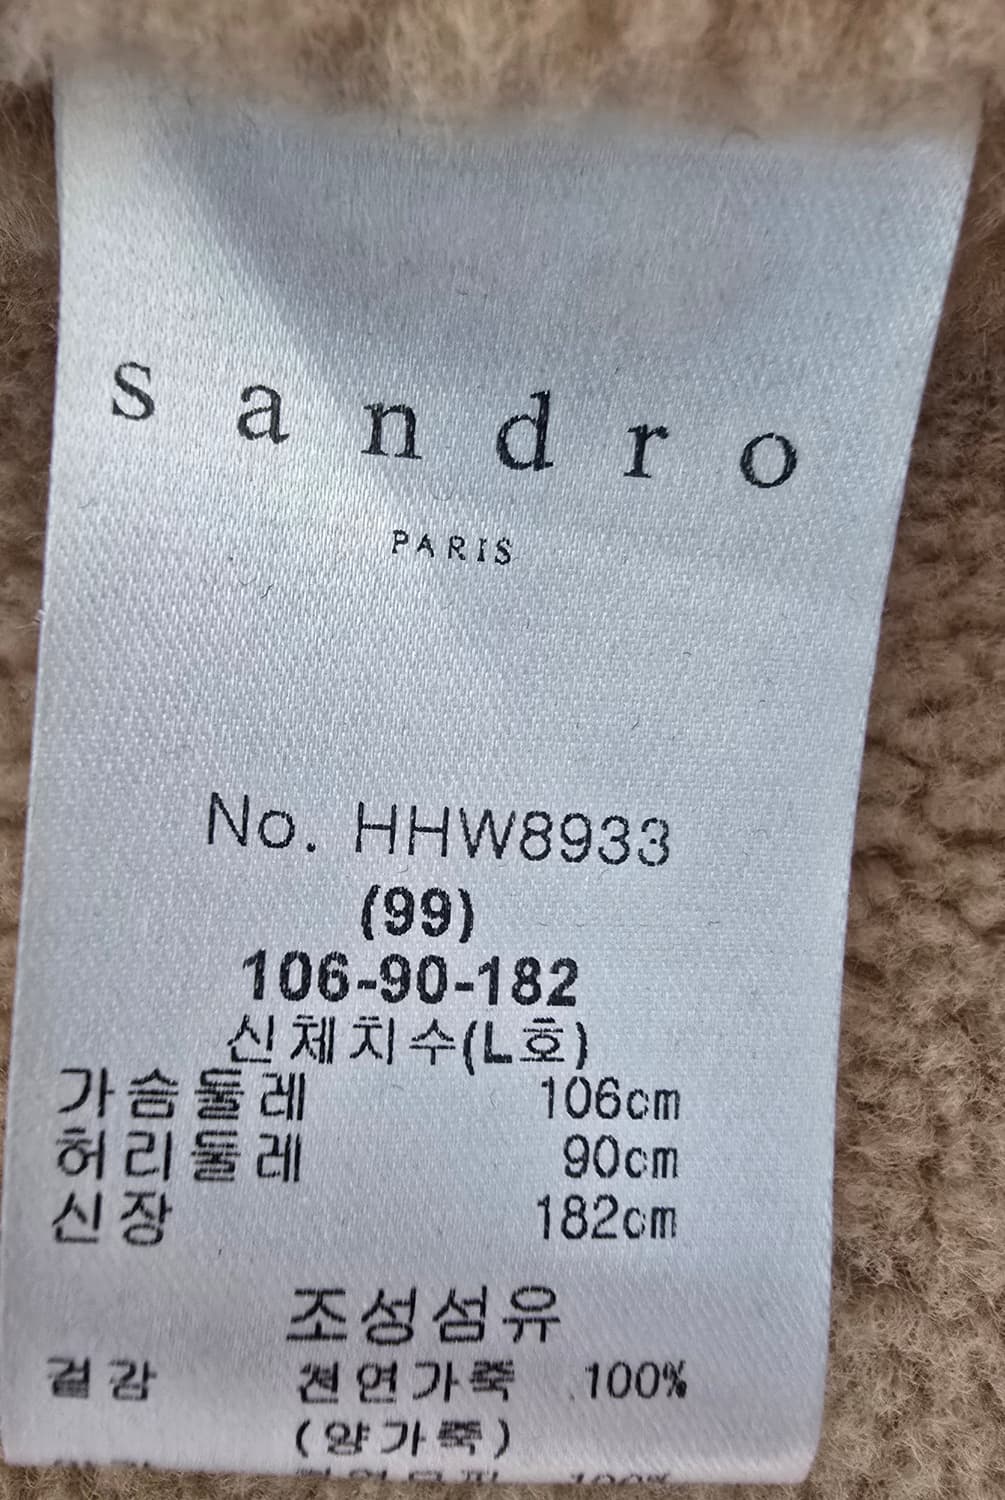 sandro
PARIS
No. HHW8933
(99)
106-90-182
신체치수(L호)
가슴둘레 106cm
허리둘레 90cm
신장 182cm
조성섬유
겉감 천연가죽 100%
(양가죽)
100%